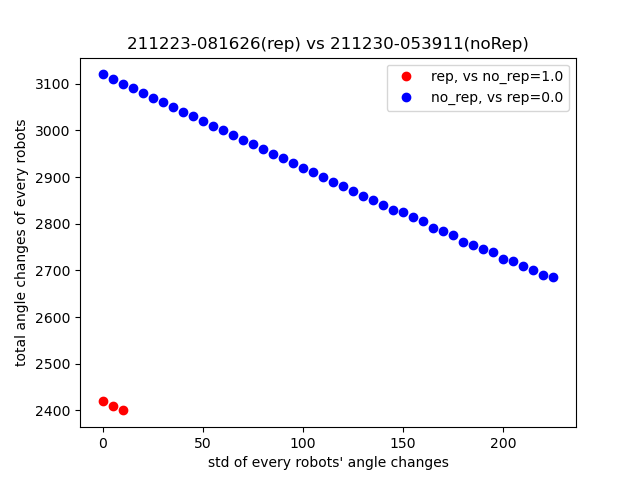 211223-081626(rep) vs 211230-053911(noRep)
rep, vs no_rep=1.0
no_rep, vs rep=0.0
total angle changes of every robots
3100
3000
2900
2800
2700
2600
2500
2400
0 50 100 150 200
std of every robots' angle changes